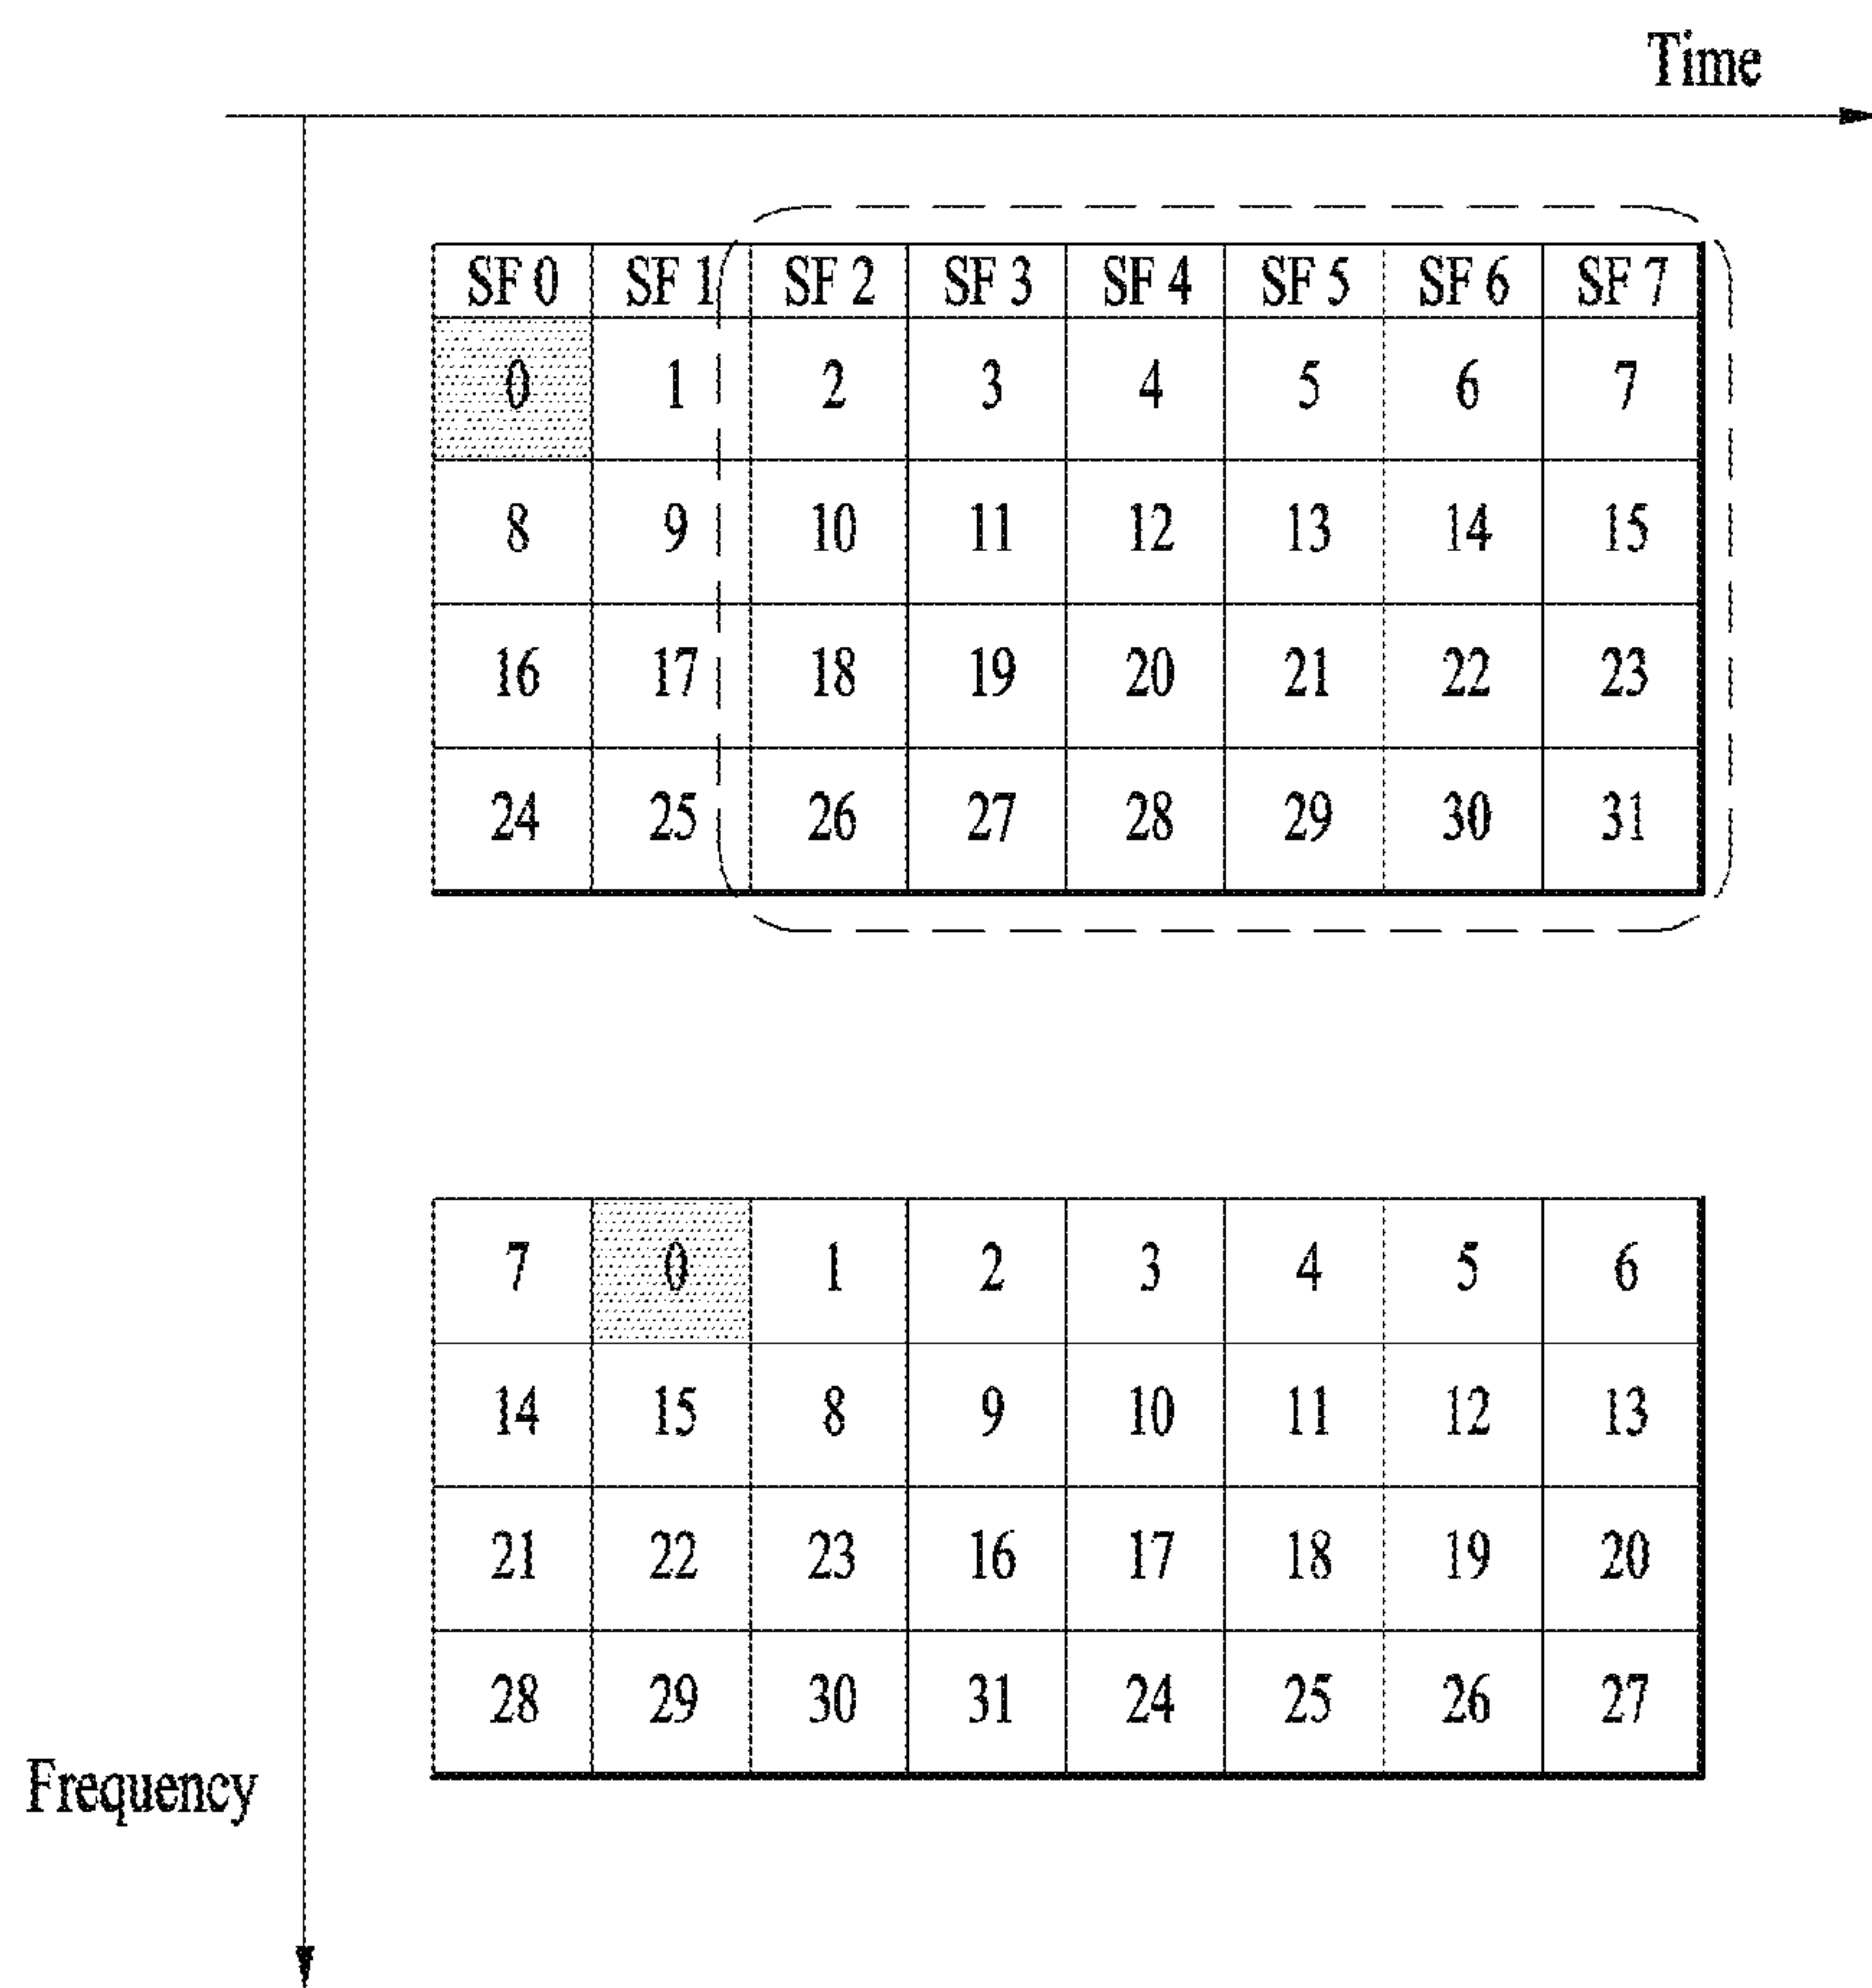 Time
SF 0 SF 1 SF 2 SF 3 SF 4 SF 5 SF 6 SF 7
0 1 2 3 4 5 6 7
8 9 10 11 12 13 14 15
16 17 18 19 20 21 22 23
24 25 26 27 28 29 30 31
7 0 1 2 3 4 5 6
14 15 8 9 10 11 12 13
21 22 23 16 17 18 19 20
28 29 30 31 24 25 26 27
Frequency